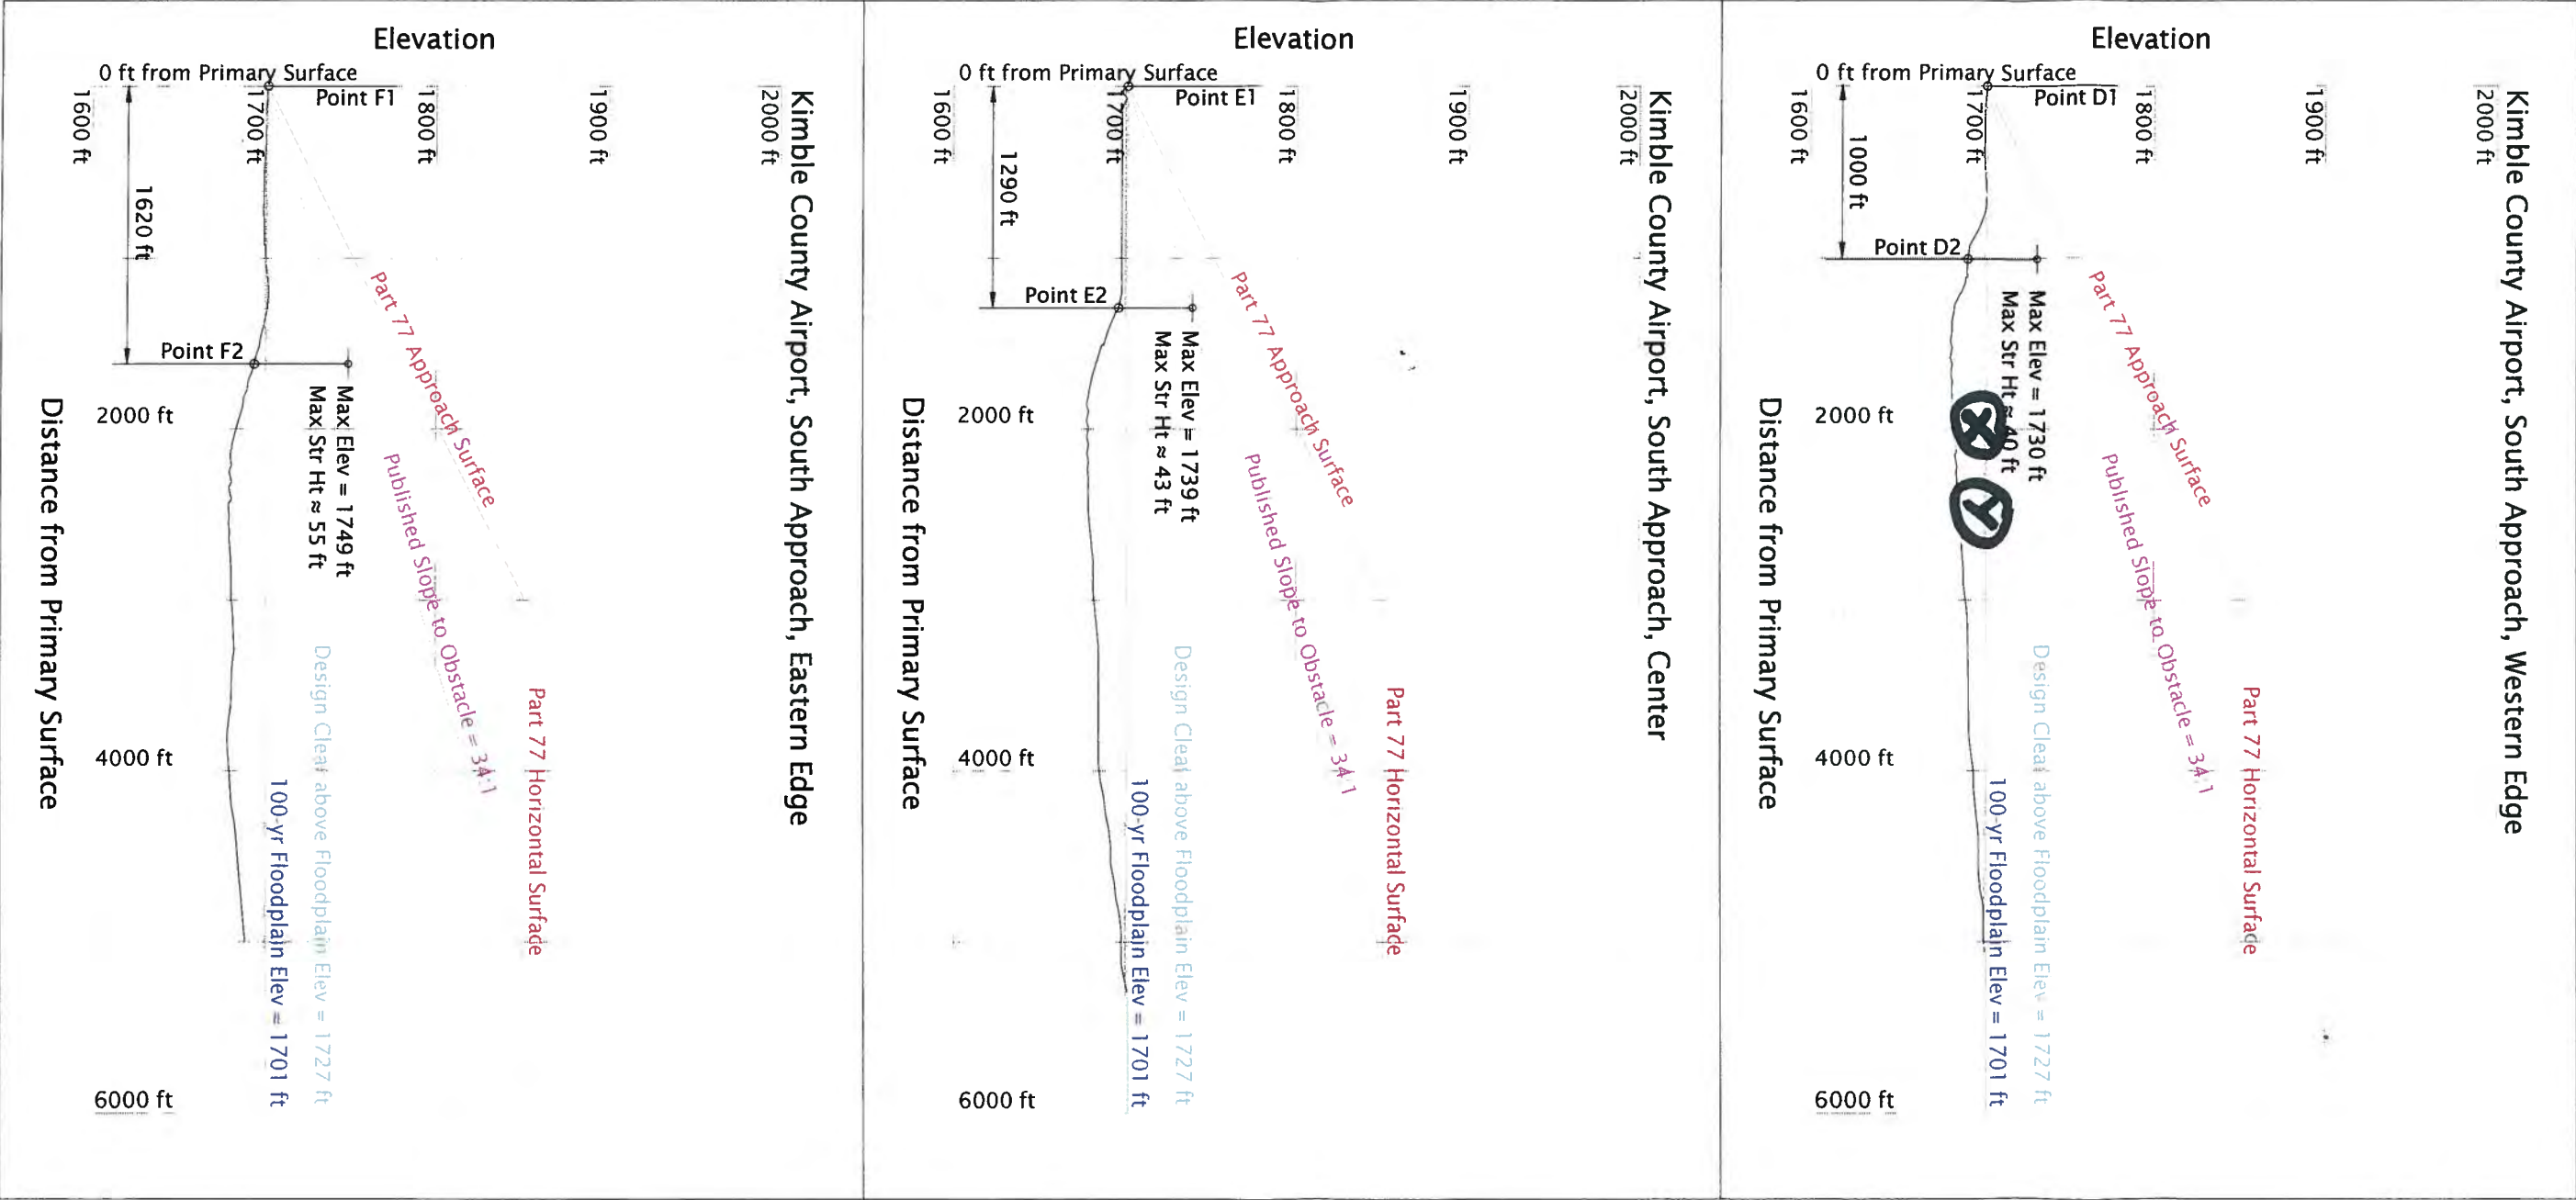 Kimble County Airport, South Approach, Western Edge
Elevation
2000 ft
1900 ft
1800 ft
1700 ft
1600 ft
0 ft from Primary Surface
Point D1
1000 ft
Point D2
Max Elev = 1730 ft
Max Str Ht ≈ 40 ft
X
Y
Part 77 Approach Surface
Published Slope to Obstacle = 34:1
Part 77 Horizontal Surface
Design Clear above Floodplain Elev = 1727 ft
100-yr Floodplain Elev = 1701 ft
2000 ft
4000 ft
6000 ft
Distance from Primary Surface
Kimble County Airport, South Approach, Center
Elevation
2000 ft
1900 ft
1800 ft
1700 ft
1600 ft
0 ft from Primary Surface
Point E1
1290 ft
Point E2
Max Elev = 1739 ft
Max Str Ht ≈ 43 ft
Part 77 Approach Surface
Published Slope to Obstacle = 34:1
Part 77 Horizontal Surface
Design Clear above Floodplain Elev = 1727 ft
100-yr Floodplain Elev = 1701 ft
2000 ft
4000 ft
6000 ft
Distance from Primary Surface
Kimble County Airport, South Approach, Eastern Edge
Elevation
2000 ft
1900 ft
1800 ft
1700 ft
1600 ft
0 ft from Primary Surface
Point F1
1620 ft
Point F2
Max Elev = 1749 ft
Max Str Ht ≈ 55 ft
Part 77 Approach Surface
Published Slope to Obstacle = 34:1
Part 77 Horizontal Surface
Design Clear above Floodplain Elev = 1727 ft
100-yr Floodplain Elev = 1701 ft
2000 ft
4000 ft
6000 ft
Distance from Primary Surface